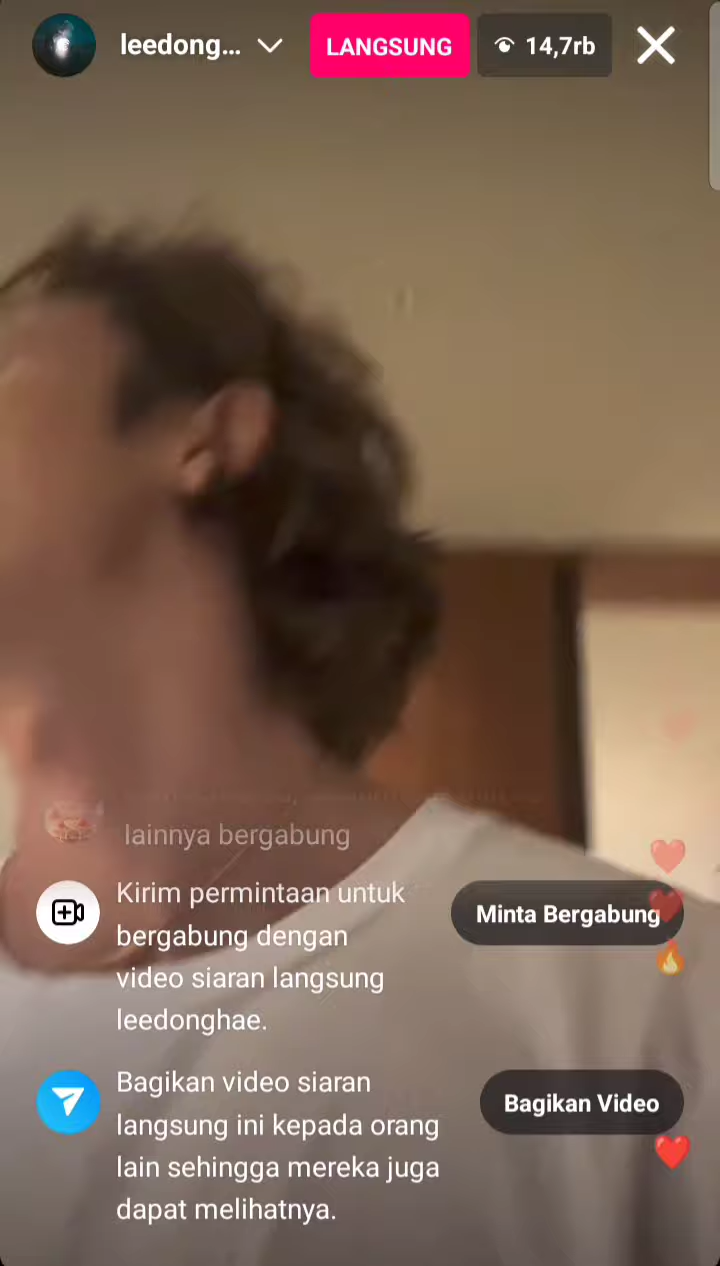 leedong...
LANGSUNG
14,7rb
lainnya bergabung
Kirim permintaan untuk
bergabung dengan
video siaran langsung
leedonghae.
Minta Bergabung
Bagikan video siaran
langsung ini kepada orang
lain sehingga mereka juga
dapat melihatnya.
Bagikan Video